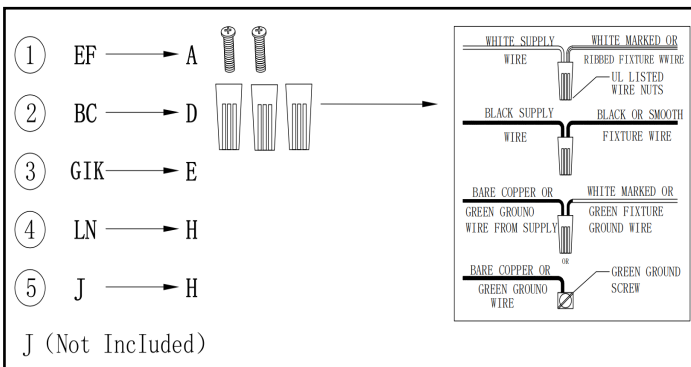 1 EF → A
2 BC → D
3 GIK → E
4 LN → H
5 J → H
J (Not Included)
WHITE SUPPLY
WIRE
WHITE MARKED OR
RIBBED FIXTURE WWIRE
UL LISTED
WIRE NUTS
BLACK SUPPLY
WIRE
BLACK OR SMOOTH
FIXTURE WIRE
BARE COPPER OR
GREEN GROUNO
WIRE FROM SUPPLY
WHITE MARKED OR
GREEN FIXTURE
GROUND WIRE
OR
BARE COPPER OR
GREEN GROUNO
WIRE
GREEN GROUND
SCREW